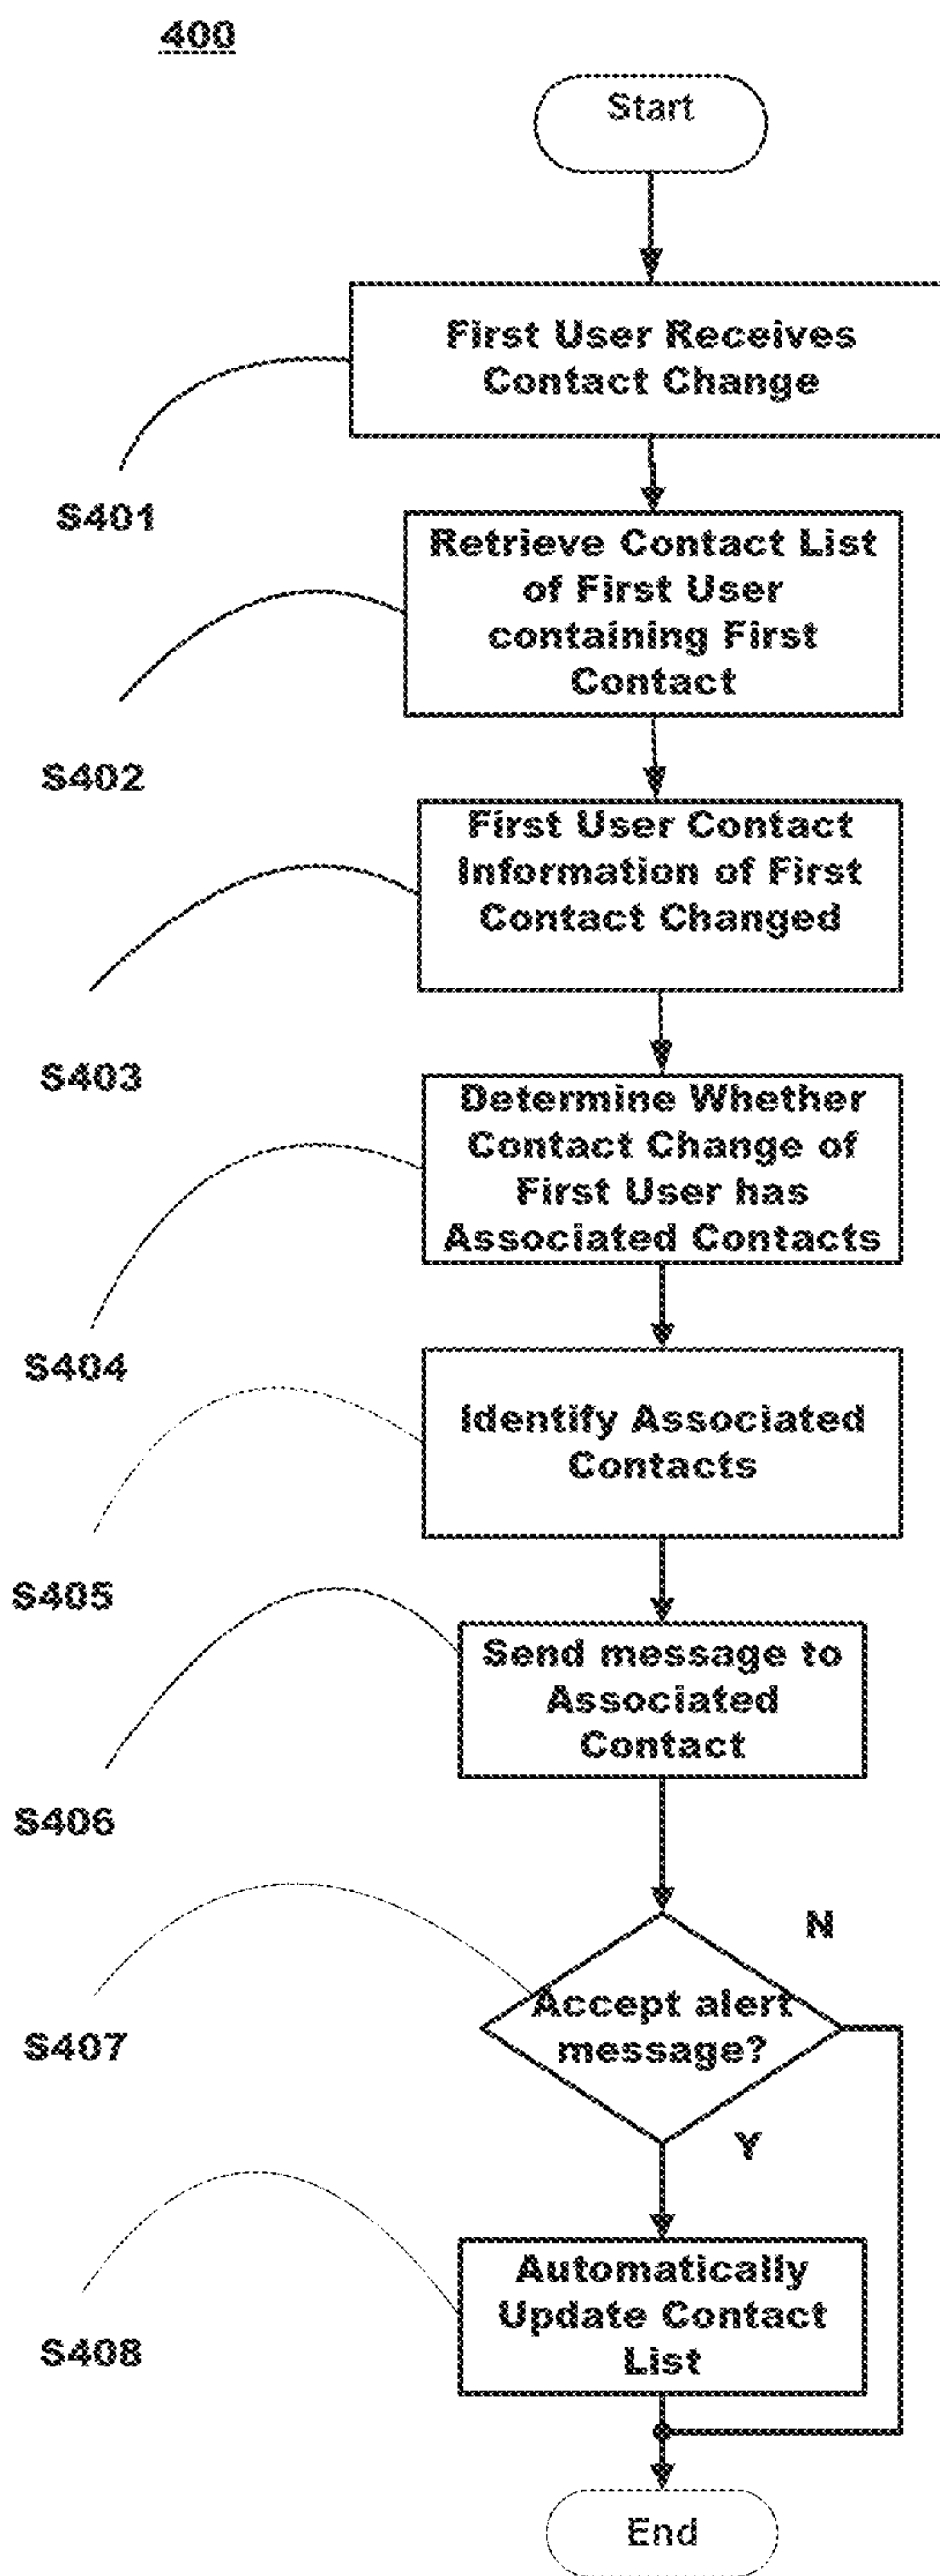 400
Start
First User Receives
Contact Change
S401
Retrieve Contact List
of First User
containing First
Contact
S402
First User Contact
Information of First
Contact Changed
S403
Determine Whether
Contact Change of
First User has
Associated Contacts
S404
Identify Associated
Contacts
S405
Send message to
Associated
Contact
S406
N
Accept alert
message?
S407
Y
Automatically
Update Contact
List
S408
End